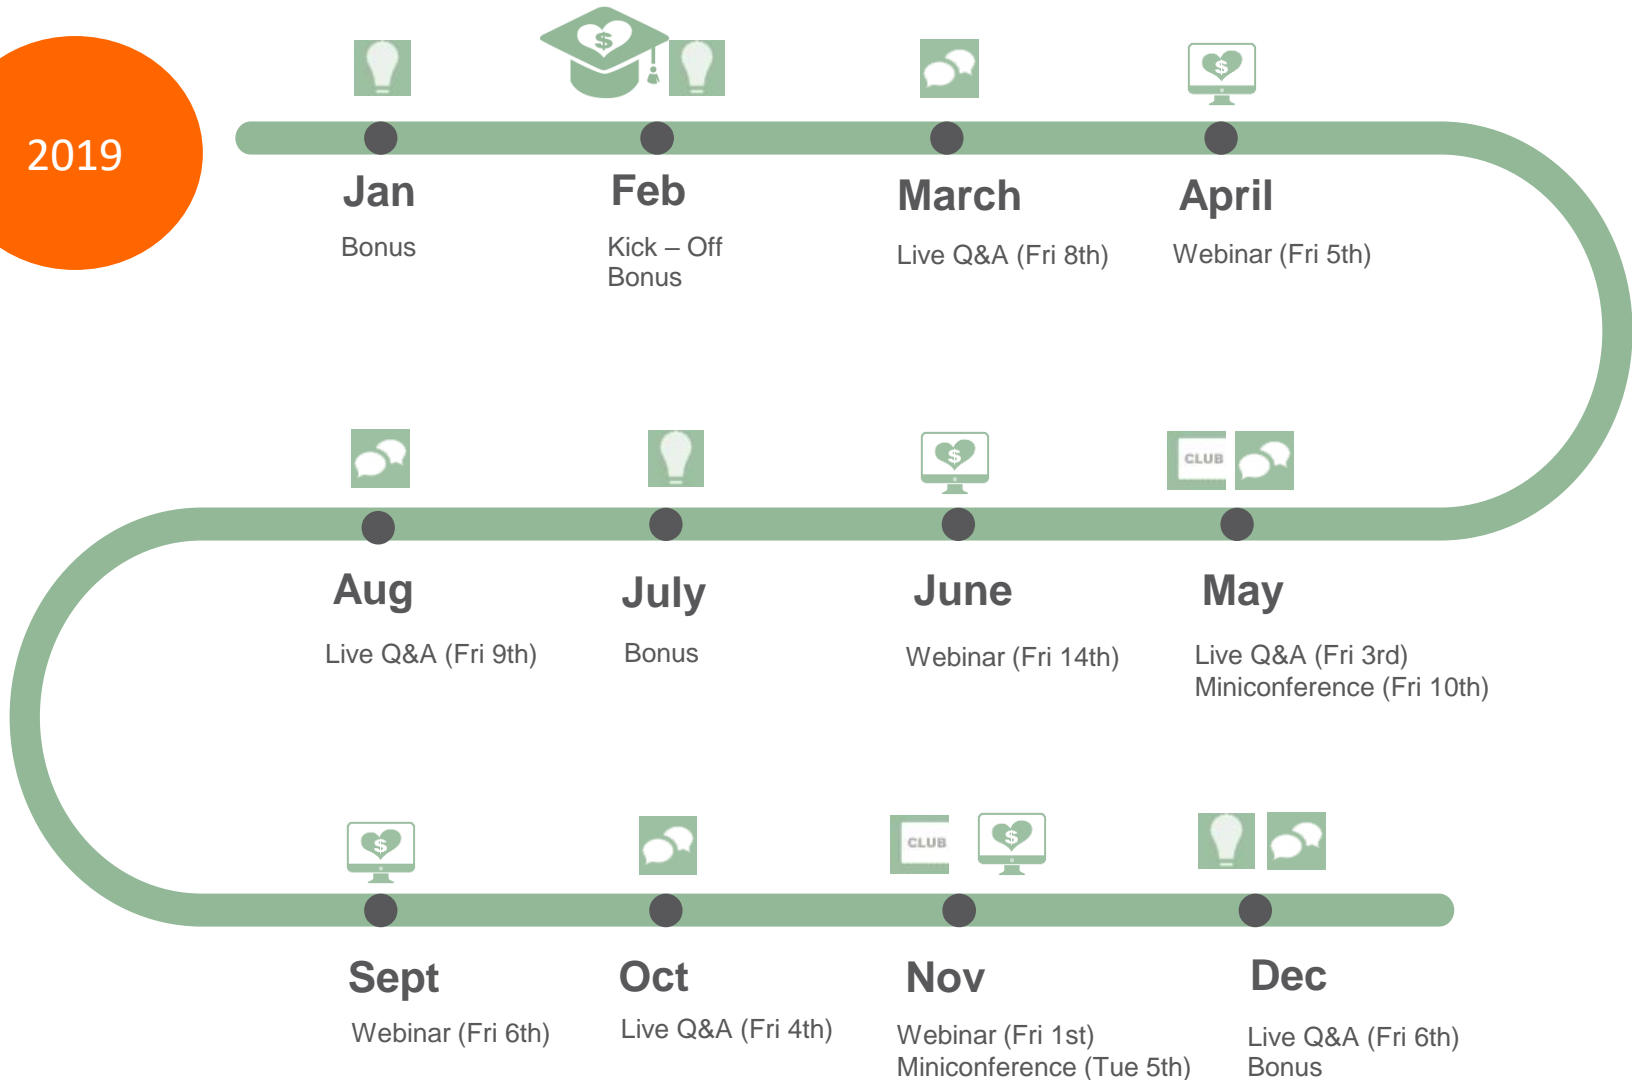 2019
$
Jan
Bonus
Feb
Kick – Off
Bonus
March
Live Q&A (Fri 8th)
$
April
Webinar (Fri 5th)
CLUB
May
Live Q&A (Fri 3rd)
Miniconference (Fri 10th)
$
June
Webinar (Fri 14th)
July
Bonus
Aug
Live Q&A (Fri 9th)
$
Sept
Webinar (Fri 6th)
Oct
Live Q&A (Fri 4th)
CLUB
$
Nov
Webinar (Fri 1st)
Miniconference (Tue 5th)
Dec
Live Q&A (Fri 6th)
Bonus